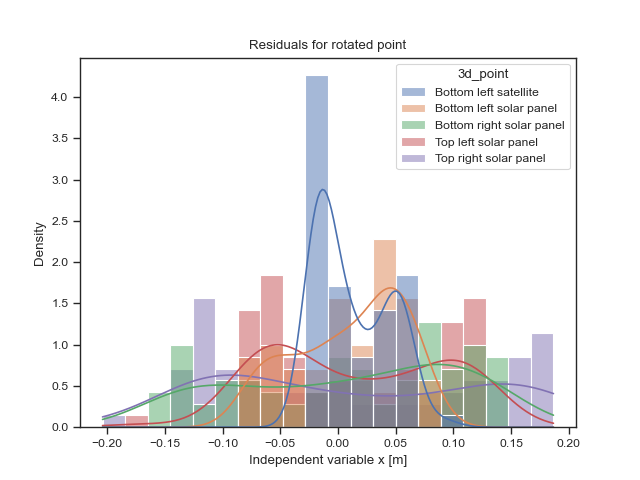 Residuals for rotated point
3d_point
Bottom left satellite
Bottom left solar panel
Bottom right solar panel
Top left solar panel
Top right solar panel
Density
4.0
3.5
3.0
2.5
2.0
1.5
1.0
0.5
0.0
−0.20 −0.15 −0.10 −0.05 0.00 0.05 0.10 0.15 0.20
Independent variable x [m]